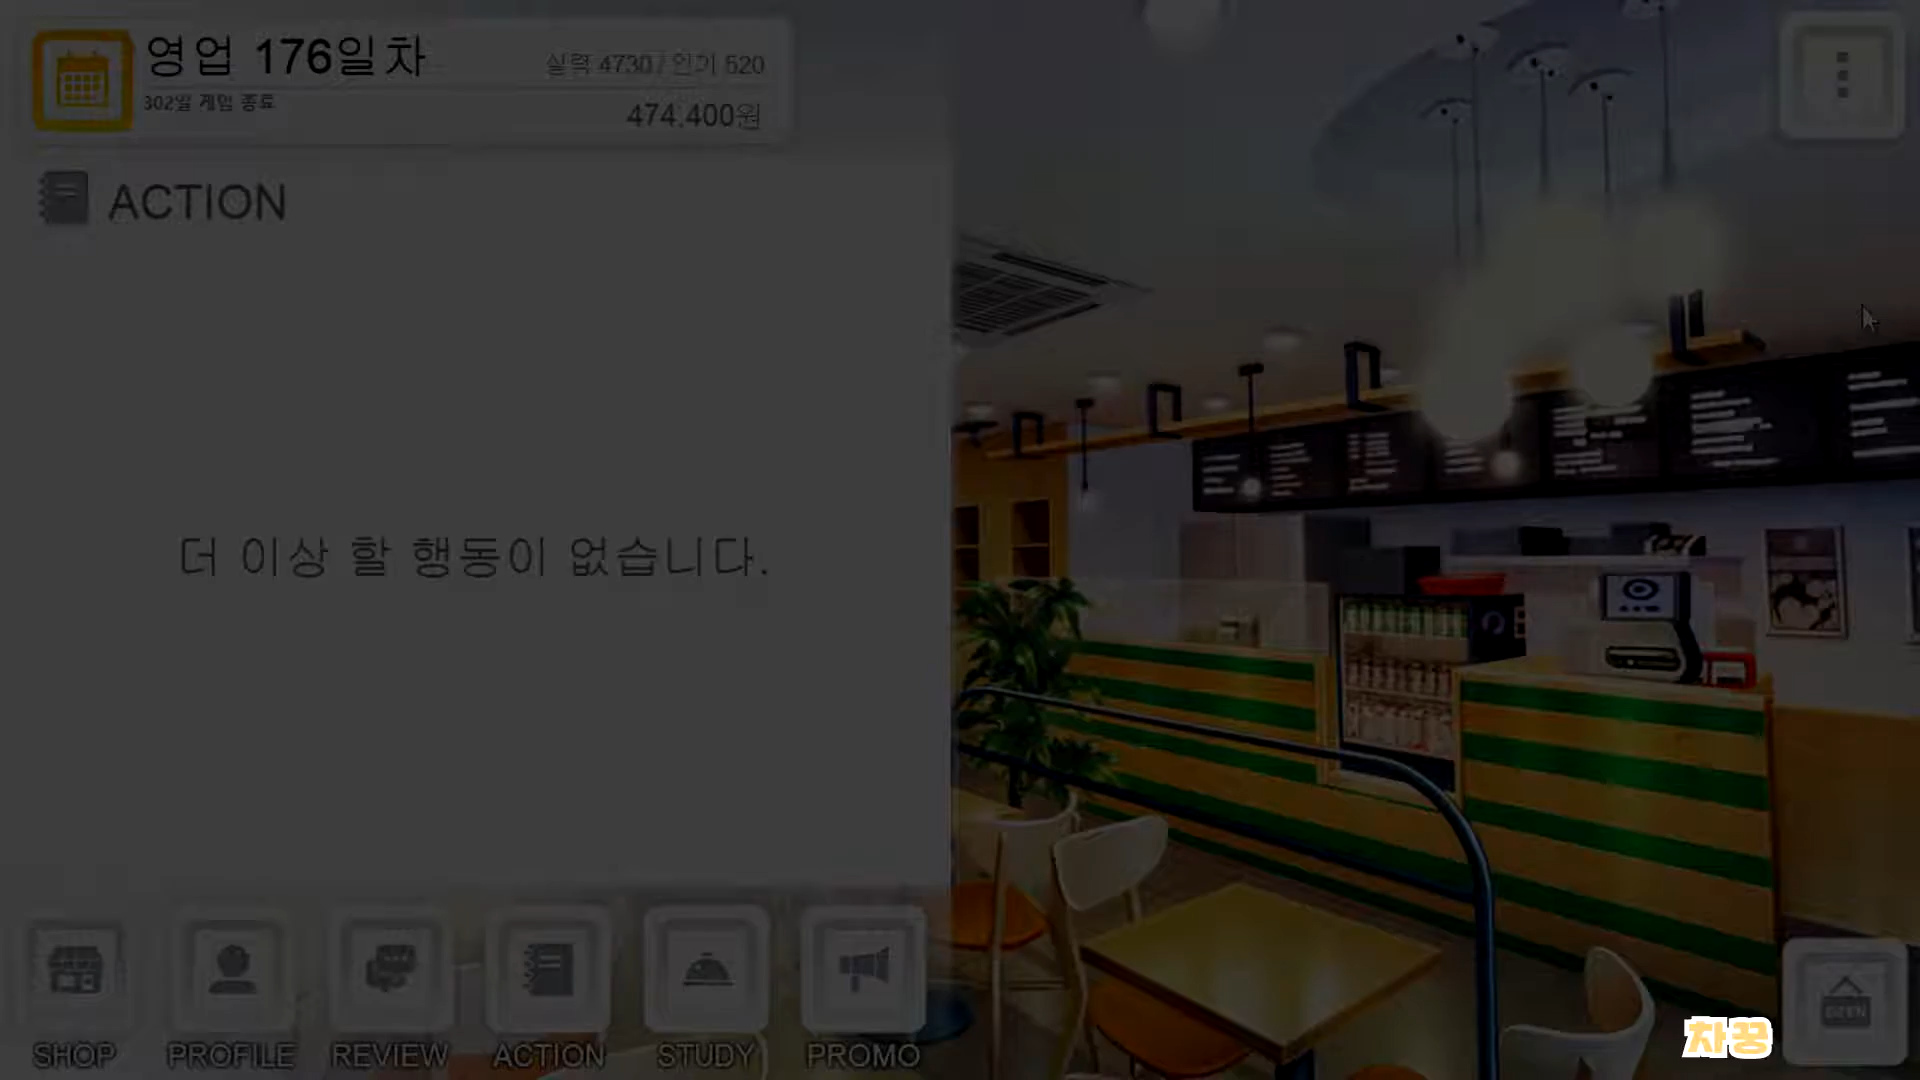 영업 176일차
실력 4730 / 인기 520
302일 게임 종료
474,400원
ACTION
더 이상 할 행동이 없습니다.
SHOP
PROFILE
REVIEW
ACTION
STUDY
PROMO
차꿍